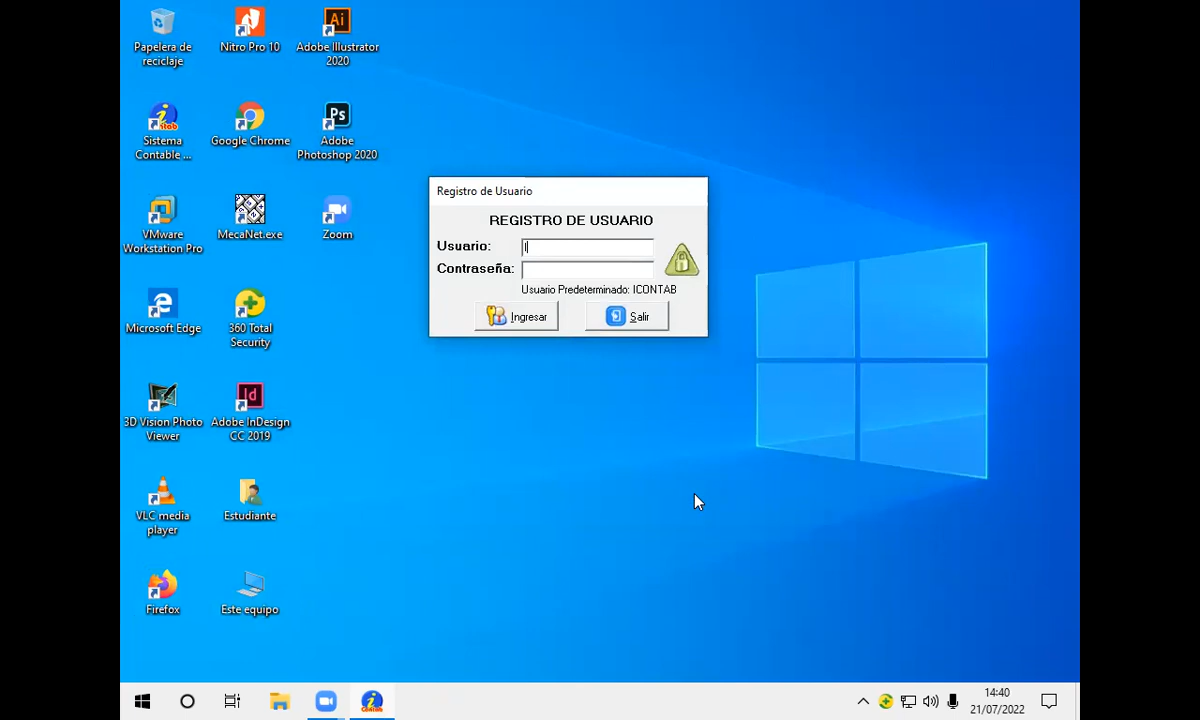 Papelera de
reciclaje
Nitro Pro 10
Adobe Illustrator
2020
Sistema
Contable ...
Google Chrome
Adobe
Photoshop 2020
VMware
Workstation Pro
MecaNet.exe
Zoom
Microsoft Edge
360 Total
Security
3D Vision Photo
Viewer
Adobe InDesign
CC 2019
VLC media
player
Estudiante
Firefox
Este equipo
Registro de Usuario
REGISTRO DE USUARIO
Usuario: I
Contraseña:
Usuario Predeterminado: ICONTAB
Ingresar
Salir
14:40
21/07/2022